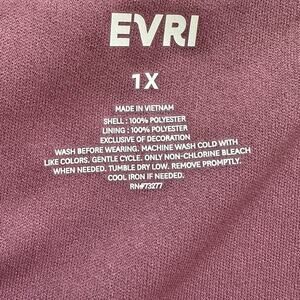 EVRI
1X
MADE IN VIETNAM
SHELL : 100% POLYESTER
LINING : 100% POLYESTER
EXCLUSIVE OF DECORATION
WASH BEFORE WEARING. MACHINE WASH COLD WITH
LIKE COLORS. GENTLE CYCLE. ONLY NON-CHLORINE BLEACH
WHEN NEEDED. TUMBLE DRY LOW. REMOVE PROMPTLY.
COOL IRON IF NEEDED.
RN#73277